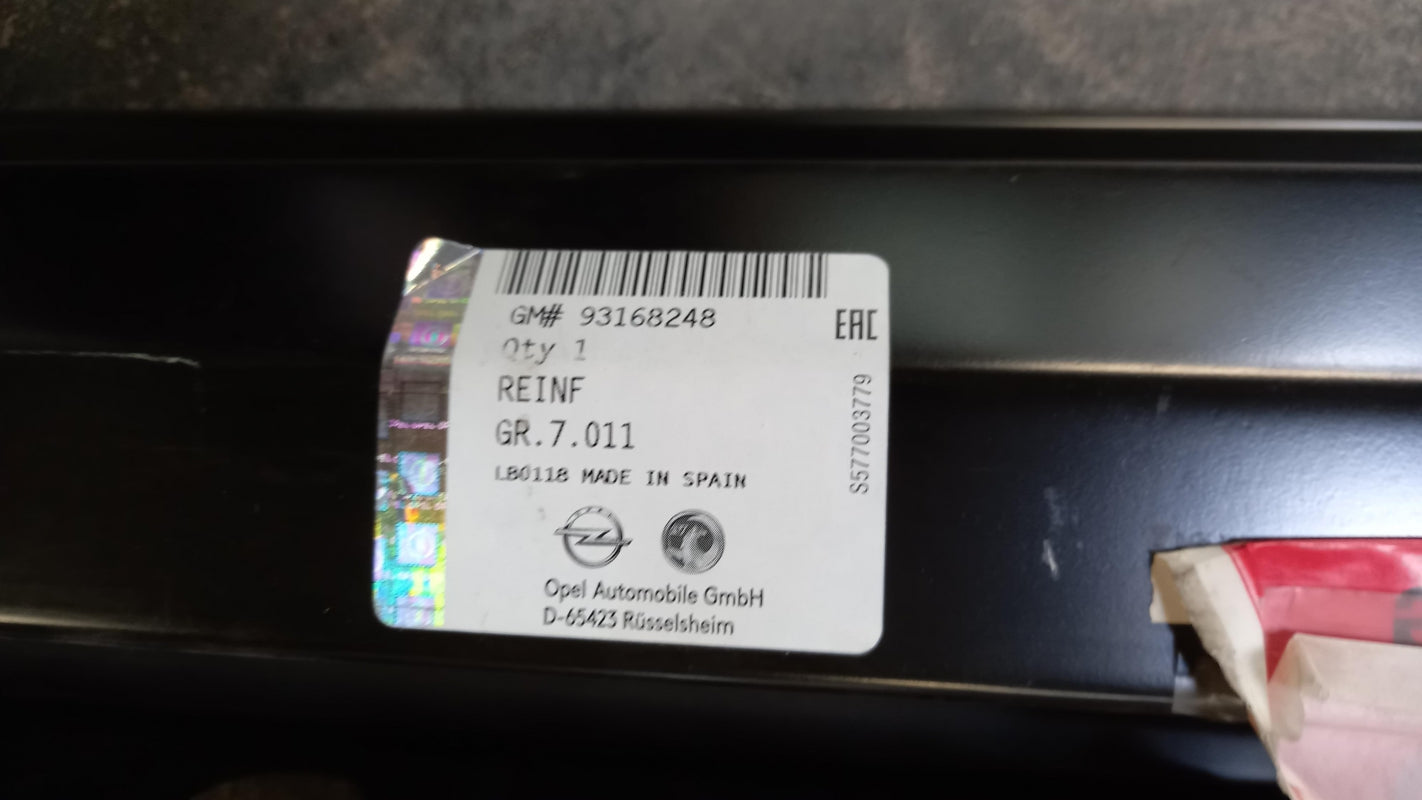 GM# 93168248
Qty 1
REINF
GR.7.011
LB0118 MADE IN SPAIN
Opel Automobile GmbH
D-65423 Rüsselsheim
EAC
S577003779